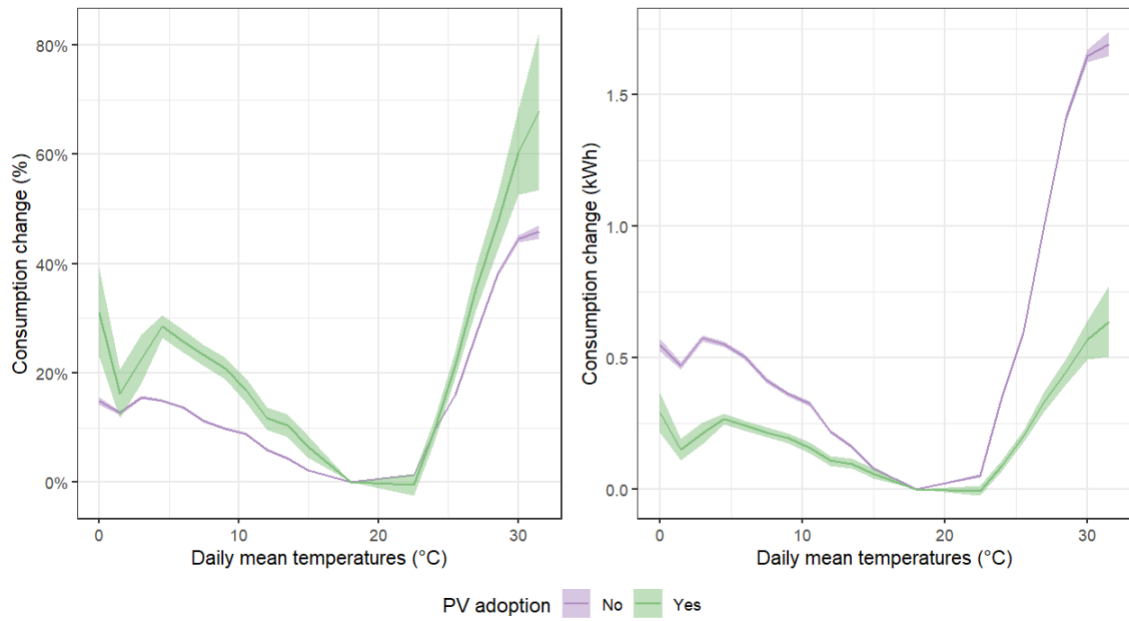 Consumption change (%)
80%
60%
40%
20%
0%
0 10 20 30
Daily mean temperatures (°C)
Consumption change (kWh)
1.5
1.0
0.5
0.0
0 10 20 30
Daily mean temperatures (°C)
PV adoption No Yes